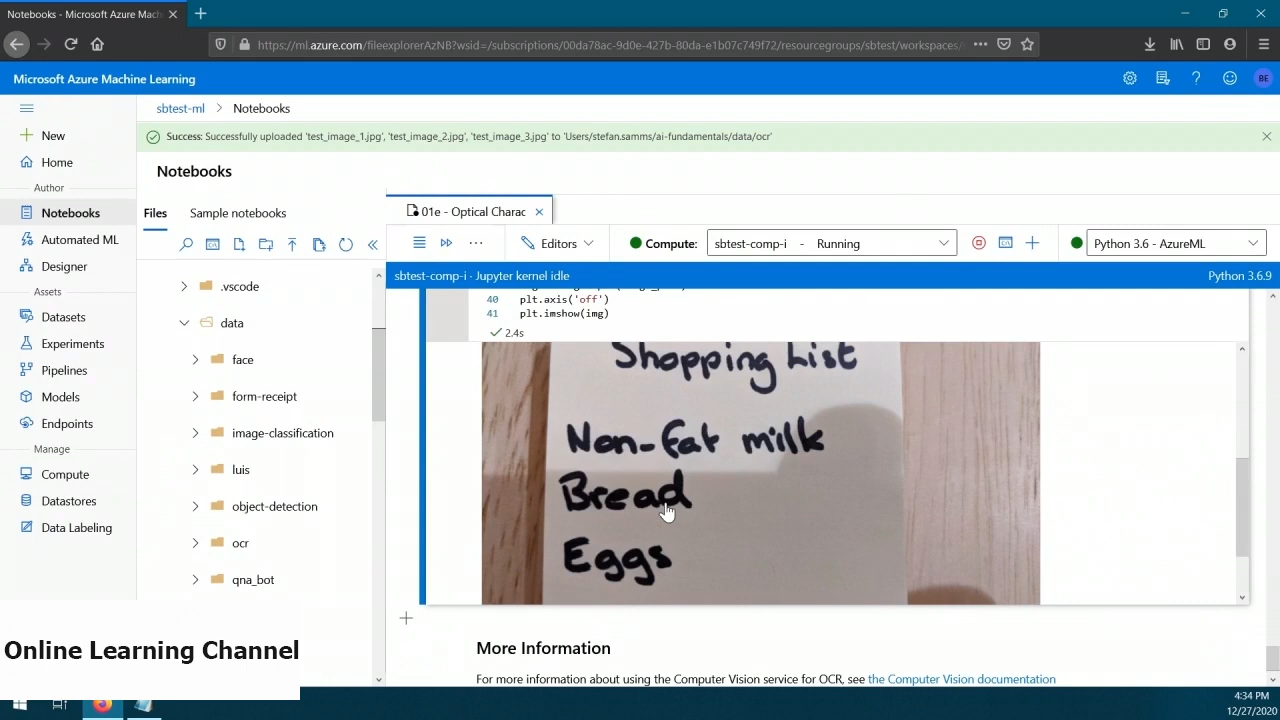 Notebooks - Microsoft Azure Mach
https://ml.azure.com/fileexplorerAzNB?wsid=/subscriptions/00da78ac-9d0e-427b-80da-e1b07c749f72/resourcegroups/sbtest/workspaces/
Microsoft Azure Machine Learning
BE
sbtest-ml > Notebooks
New
Success: Successfully uploaded 'test_image_1.jpg', 'test_image_2.jpg', 'test_image_3.jpg' to 'Users/stefan.samms/ai-fundamentals/data/ocr'
Home
Notebooks
Author
Notebooks
Automated ML
Designer
Assets
Datasets
Experiments
Pipelines
Models
Endpoints
Manage
Compute
Datastores
Data Labeling
Files Sample notebooks
.vscode
data
face
form-receipt
image-classification
luis
object-detection
ocr
qna_bot
01e - Optical Charac
Editors
Compute: sbtest-comp-i - Running
Python 3.6 - AzureML
sbtest-comp-i · Jupyter kernel idle
Python 3.6.9
40 plt.axis('off')
41 plt.imshow(img)
2.4s
Shopping List
Non-fat milk
Bread
Eggs
More Information
For more information about using the Computer Vision service for OCR, see the Computer Vision documentation
Online Learning Channel
4:34 PM
12/27/2020